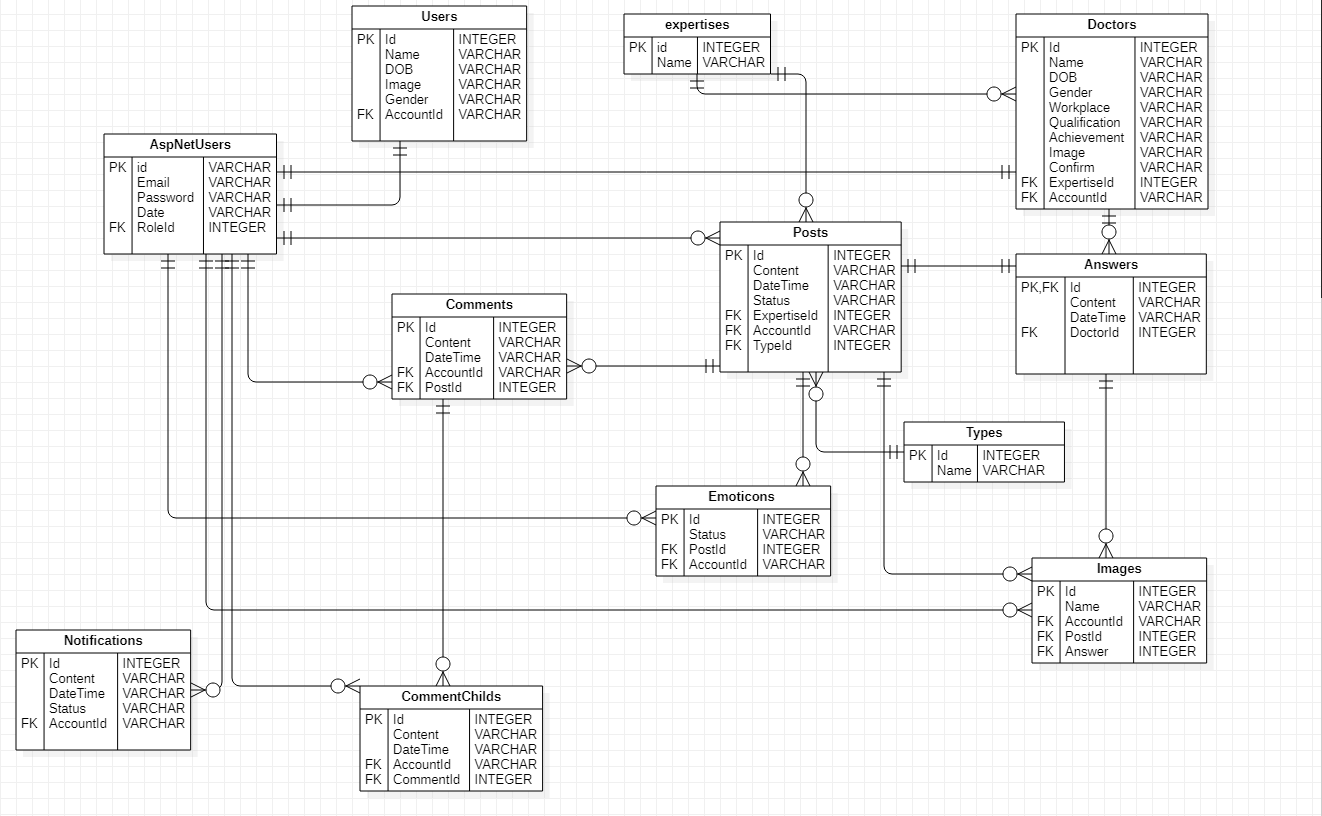 Users
PK Id INTEGER
Name VARCHAR
DOB VARCHAR
Image VARCHAR
Gender VARCHAR
FK AccountId VARCHAR
expertises
PK id INTEGER
Name VARCHAR
Doctors
PK Id INTEGER
Name VARCHAR
DOB VARCHAR
Gender VARCHAR
Workplace VARCHAR
Qualification VARCHAR
Achievement VARCHAR
Image VARCHAR
Confirm VARCHAR
FK ExpertiseId INTEGER
FK AccountId VARCHAR
AspNetUsers
PK id VARCHAR
Email VARCHAR
Password VARCHAR
Date VARCHAR
FK RoleId INTEGER
Posts
PK Id INTEGER
Content VARCHAR
DateTime VARCHAR
Status VARCHAR
FK ExpertiseId INTEGER
FK AccountId VARCHAR
FK TypeId INTEGER
Answers
PK,FK Id INTEGER
Content VARCHAR
DateTime VARCHAR
FK DoctorId INTEGER
Comments
PK Id INTEGER
Content VARCHAR
DateTime VARCHAR
FK AccountId VARCHAR
FK PostId INTEGER
Types
PK Id INTEGER
Name VARCHAR
Emoticons
PK Id INTEGER
Status VARCHAR
FK PostId INTEGER
FK AccountId VARCHAR
Images
PK Id INTEGER
Name VARCHAR
FK AccountId VARCHAR
FK PostId INTEGER
FK Answer INTEGER
Notifications
PK Id INTEGER
Content VARCHAR
DateTime VARCHAR
Status VARCHAR
FK AccountId VARCHAR
CommentChilds
PK Id INTEGER
Content VARCHAR
DateTime VARCHAR
FK AccountId VARCHAR
FK CommentId INTEGER